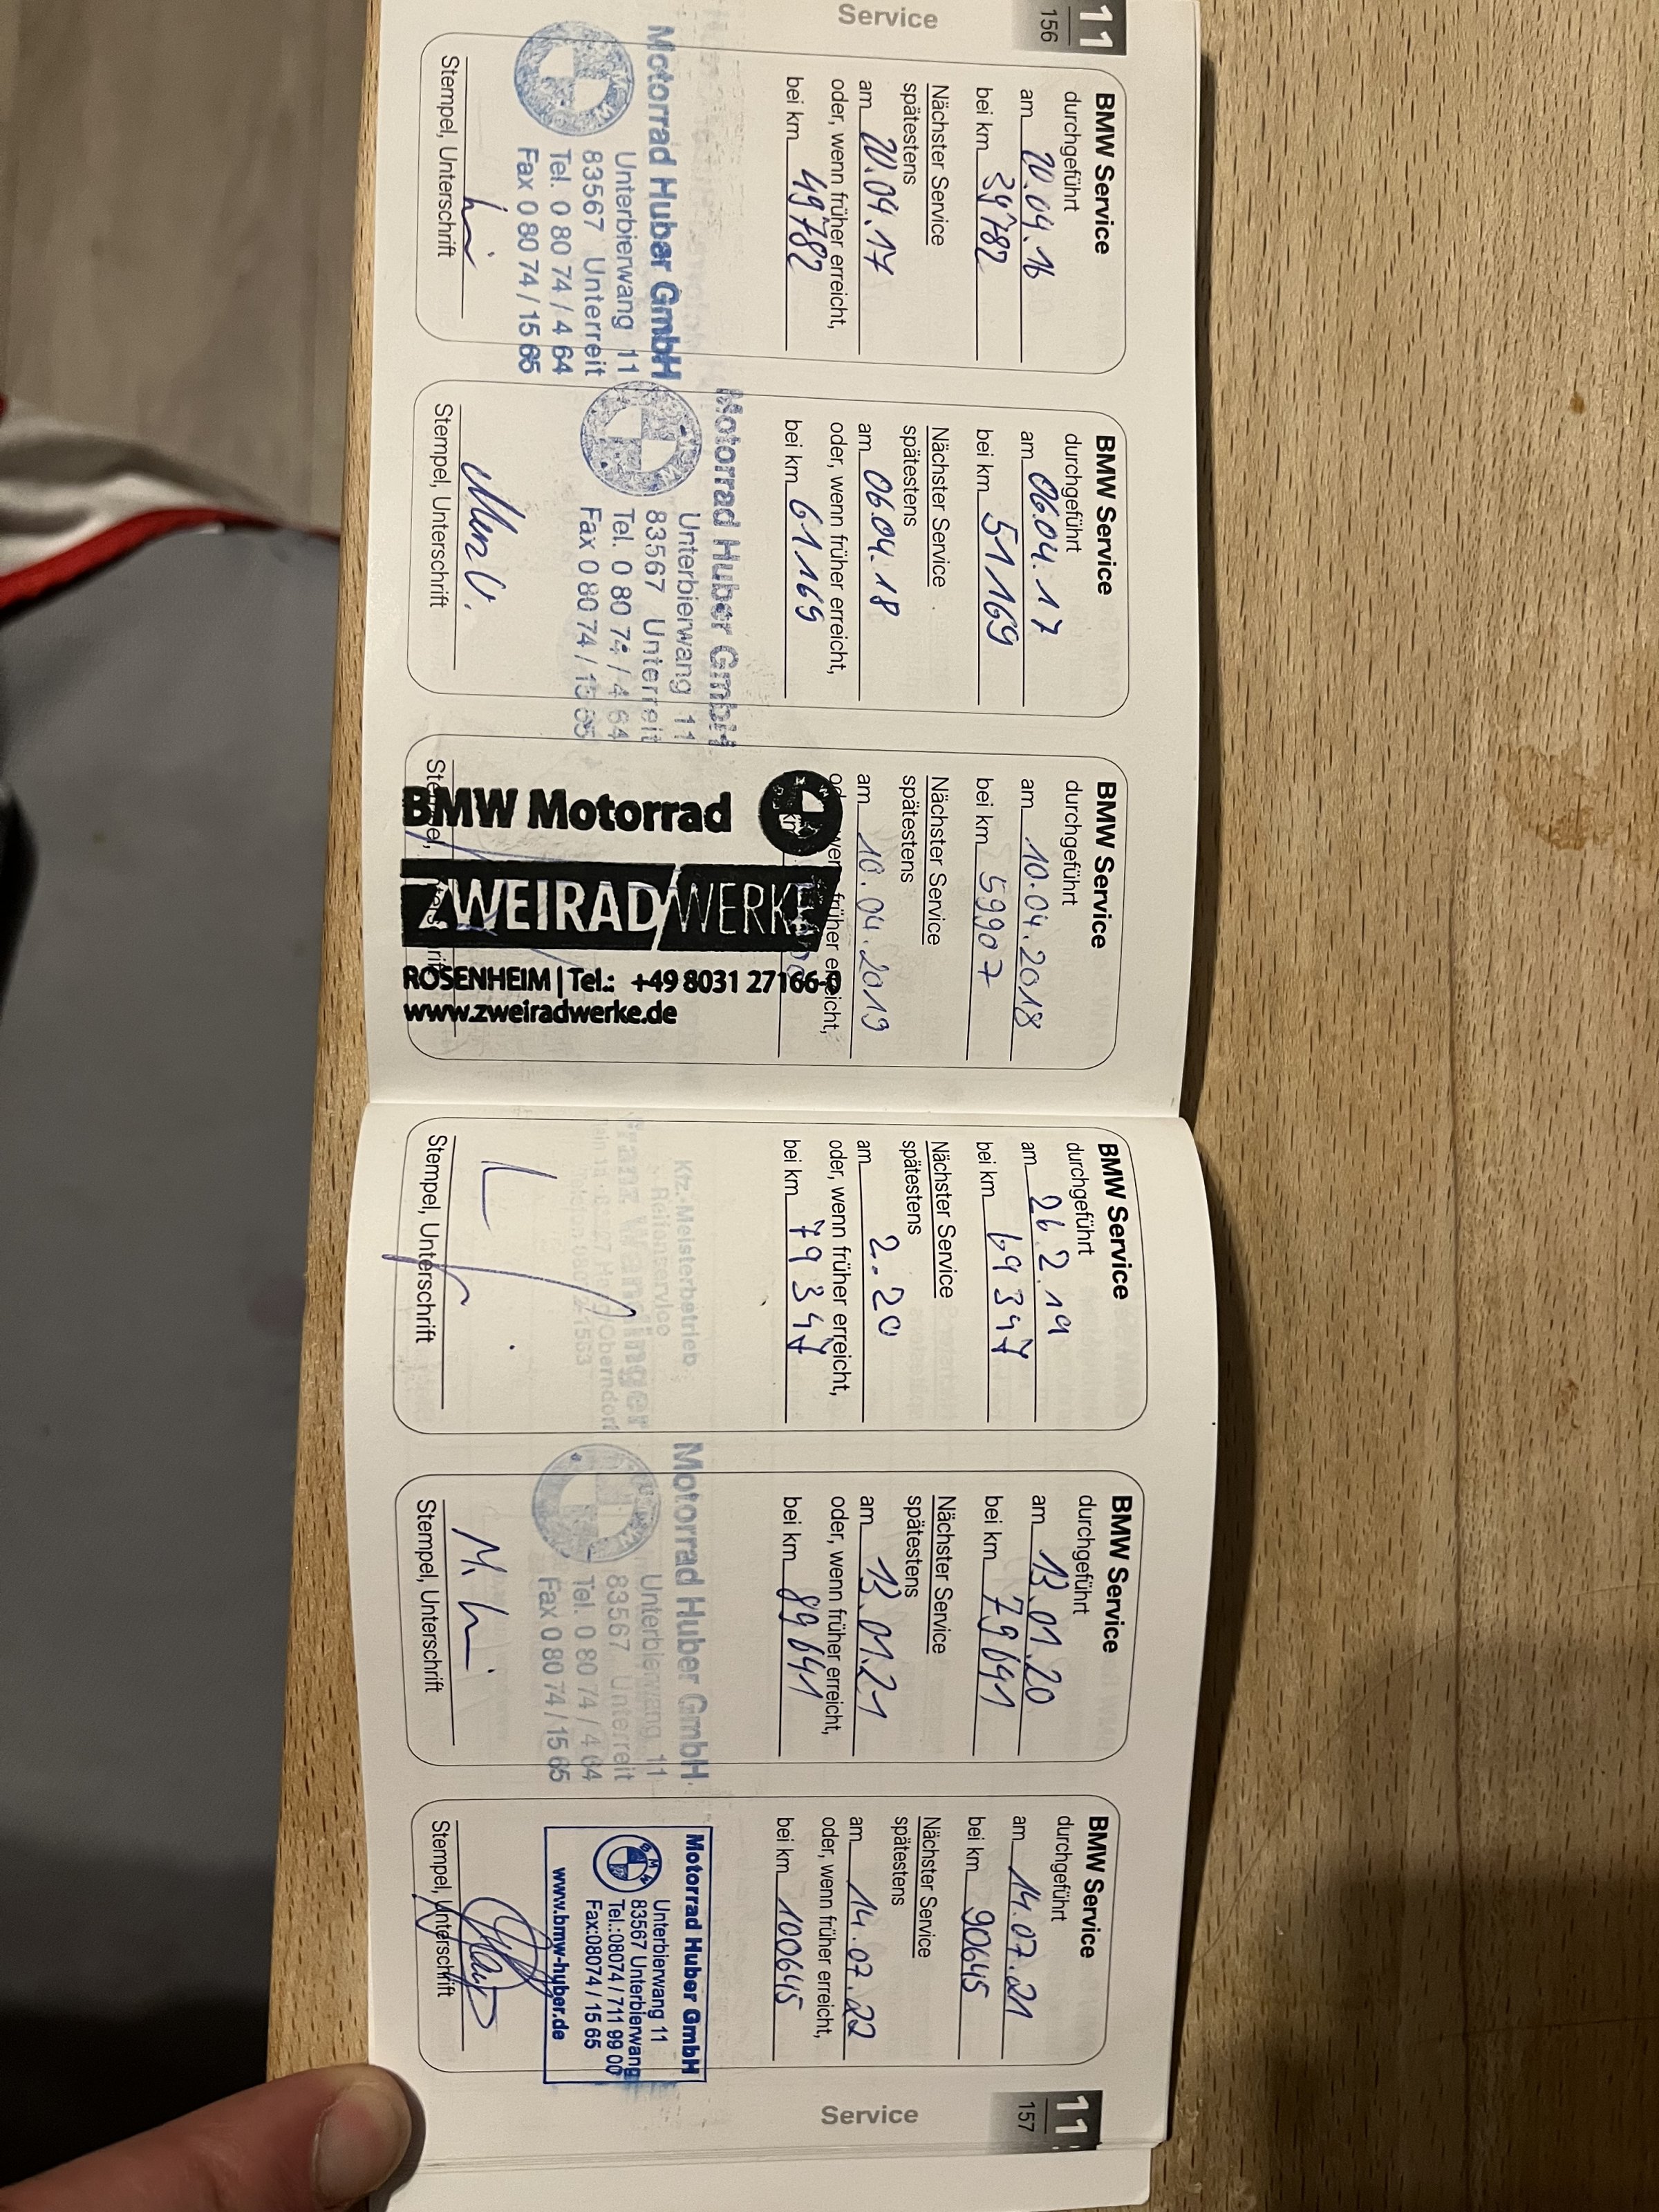 11
156
Service
BMW Service
durchgeführt
am 20.04.16
bei km 39782
Nächster Service
spätestens
am 20.04.17
oder, wenn früher erreicht,
bei km 49782
Motorrad Huber GmbH
Unterbierwang 11
83567 Unterreit
Tel. 0 80 74 / 4 64
Fax 0 80 74 / 15 65
Stempel, Unterschrift
BMW Service
durchgeführt
am 06.04.17
bei km 51169
Nächster Service
spätestens
am 06.04.18
oder, wenn früher erreicht,
bei km 61169
Motorrad Huber GmbH
Unterbierwang 11
83567 Unterreit
Tel. 0 80 74 / 4 64
Fax 0 80 74 / 15 65
Stempel, Unterschrift
BMW Service
durchgeführt
am 10.04.2018
bei km 59907
Nächster Service
spätestens
am 10.04.2019
früher erreicht,
BMW Motorrad
ZWEIRAD/WERKE
ROSENHEIM | Tel.: +49 8031 27166-0
www.zweiradwerke.de
BMW Service
durchgeführt
am 26.2.19
bei km 69347
Nächster Service
spätestens
am 2.-20
oder, wenn früher erreicht,
bei km 79347
Kfz.-Meisterbetrieb
Reifenservice
Stempel, Unterschrift
BMW Service
durchgeführt
am 13.01.20
bei km 79641
Nächster Service
spätestens
am 13.01.21
oder, wenn früher erreicht,
bei km 89641
Motorrad Huber GmbH
Unterbierwang 11
83567 Unterreit
Tel. 0 80 74 / 4 64
Fax 0 80 74 / 15 65
Stempel, Unterschrift
BMW Service
durchgeführt
am 14.07.21
bei km 90645
Nächster Service
spätestens
am 14.07.22
oder, wenn früher erreicht,
bei km 100645
Motorrad Huber GmbH
Unterbierwang 11
83567 Unterbierwang
Tel.:08074 / 711 99 00
Fax:08074 / 15 65
www.bmw-huber.de
Stempel, Unterschrift
11
157
Service